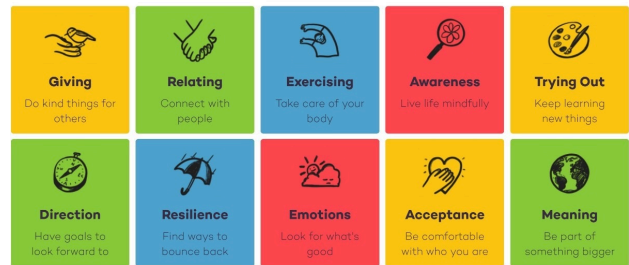 Giving
Do kind things for
others
Relating
Connect with
people
Exercising
Take care of your
body
Awareness
Live life mindfully
Trying Out
Keep learning
new things
Direction
Have goals to
look forward to
Resilience
Find ways to
bounce back
Emotions
Look for what's
good
Acceptance
Be comfortable
with who you are
Meaning
Be part of
something bigger